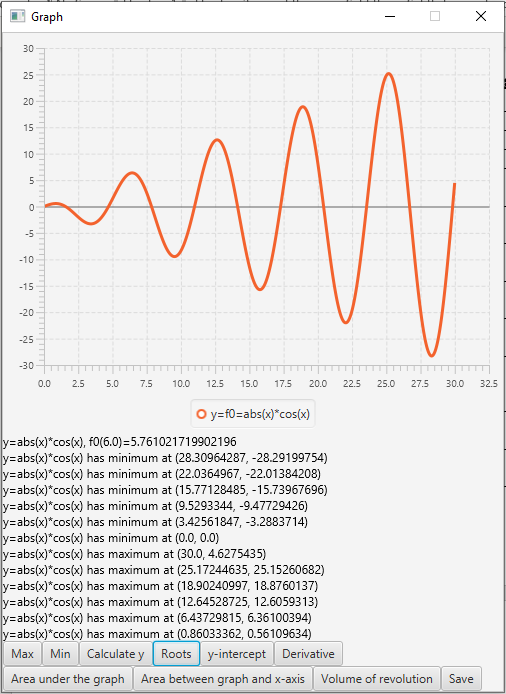 Graph
30
25
20
15
10
5
0
-5
-10
-15
-20
-25
-30
0.0 2.5 5.0 7.5 10.0 12.5 15.0 17.5 20.0 22.5 25.0 27.5 30.0 32.5
y=f0=abs(x)*cos(x)
y=abs(x)*cos(x), f0(6.0)=5.761021719902196
y=abs(x)*cos(x) has minimum at (28.30964287, -28.29199754)
y=abs(x)*cos(x) has minimum at (22.0364967, -22.01384208)
y=abs(x)*cos(x) has minimum at (15.77128485, -15.73967696)
y=abs(x)*cos(x) has minimum at (9.5293344, -9.47729426)
y=abs(x)*cos(x) has minimum at (3.42561847, -3.2883714)
y=abs(x)*cos(x) has minimum at (0.0, 0.0)
y=abs(x)*cos(x) has maximum at (30.0, 4.6275435)
y=abs(x)*cos(x) has maximum at (25.17244635, 25.15260682)
y=abs(x)*cos(x) has maximum at (18.90240997, 18.8760137)
y=abs(x)*cos(x) has maximum at (12.64528725, 12.6059313)
y=abs(x)*cos(x) has maximum at (6.43729815, 6.36100394)
y=abs(x)*cos(x) has maximum at (0.86033362, 0.56109634)
Max Min Calculate y Roots y-intercept Derivative
Area under the graph Area between graph and x-axis Volume of revolution Save